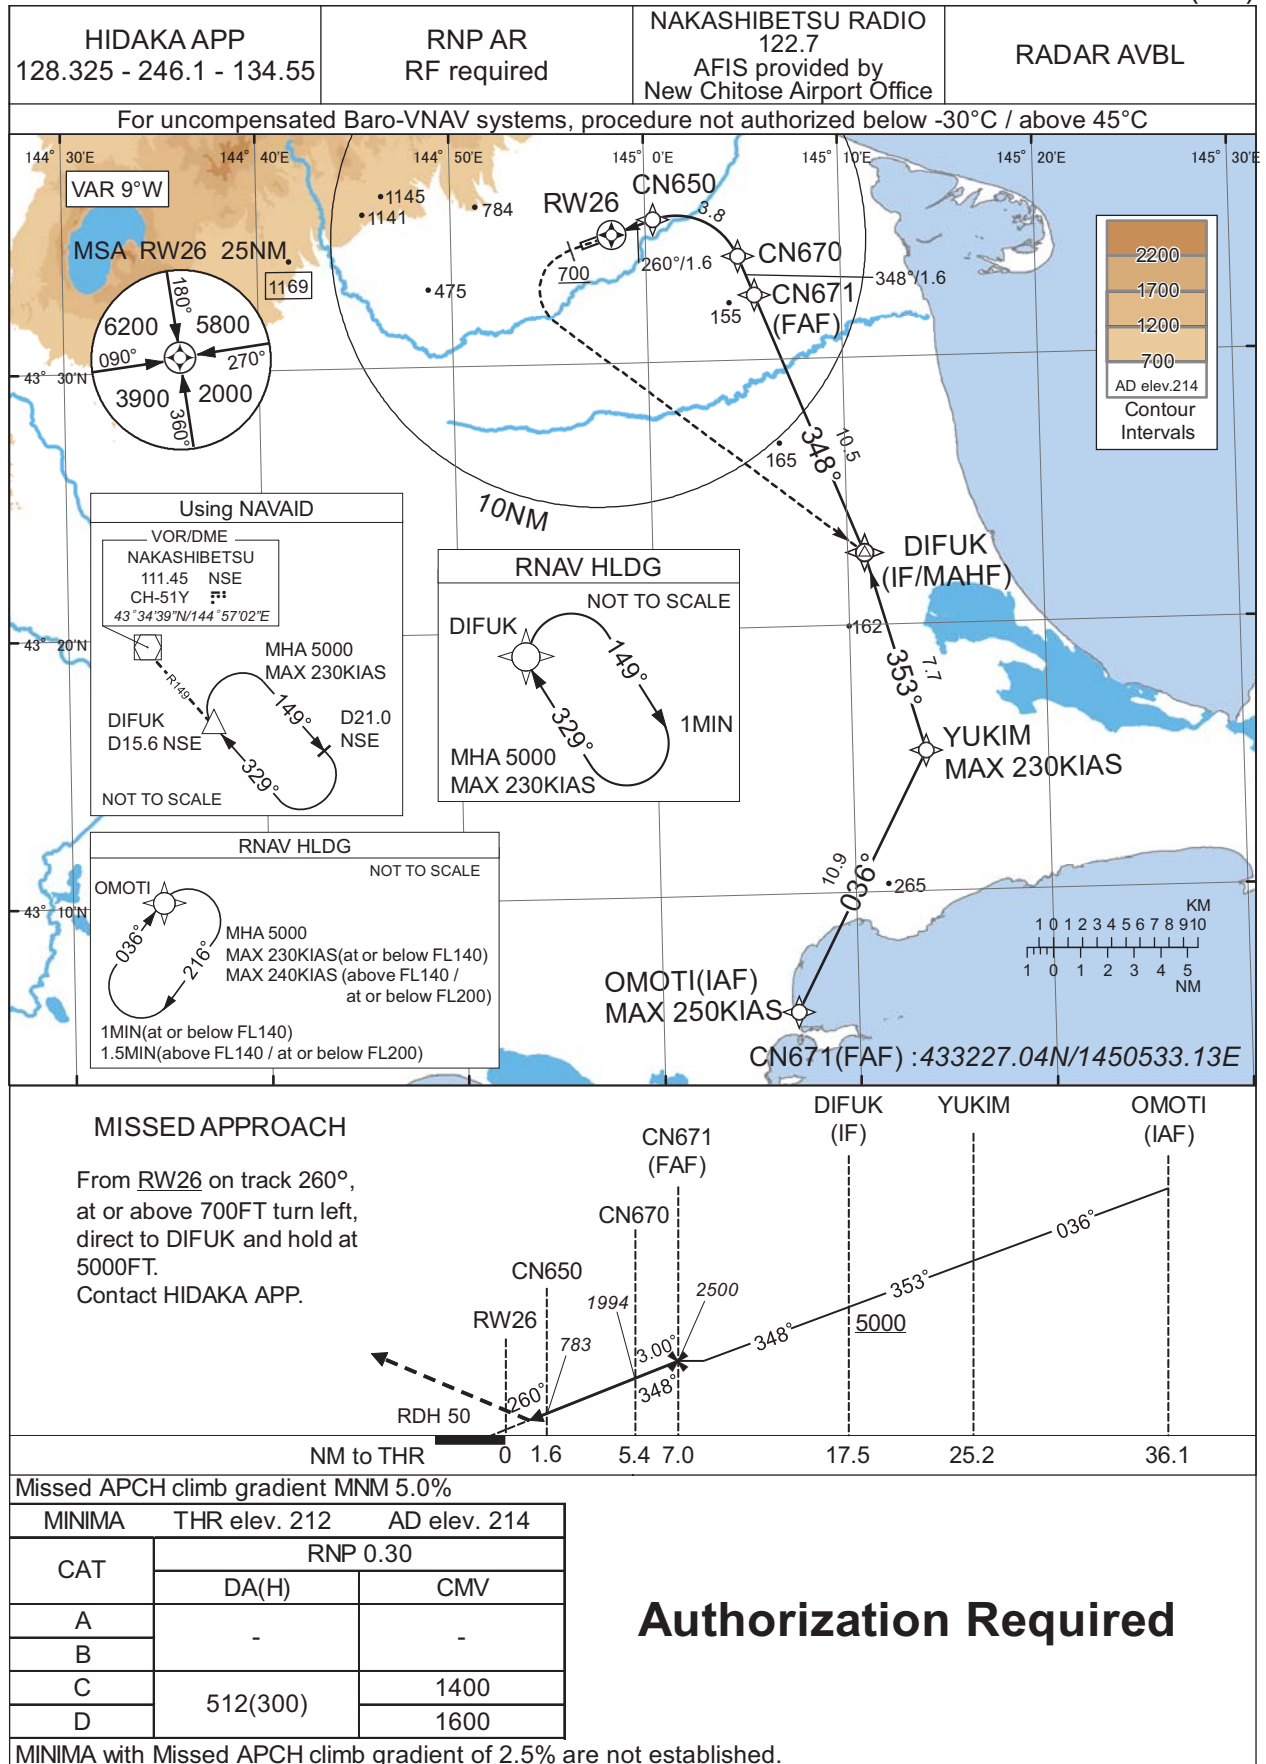 HIDAKA APP
128.325 - 246.1 - 134.55
RNP AR
RF required
NAKASHIBETSU RADIO
122.7
AFIS provided by
New Chitose Airport Office
RADAR AVBL
For uncompensated Baro-VNAV systems, procedure not authorized below -30°C / above 45°C
144° 30'E
144° 40'E
144° 50'E
145° 0'E
145° 10'E
145° 20'E
145° 30'E
VAR 9°W
1145
1141
784
RW26
CN650
3.8
CN670
MSA RW26 25NM
1169
475
700
260°/1.6
348°/1.6
CN671
(FAF)
155
180°
6200
5800
090°
270°
3900
2000
360°
2200
1700
1200
700
AD elev.214
Contour
Intervals
43° 30'N
348°
10.5
165
10NM
Using NAVAID
VOR/DME
NAKASHIBETSU
111.45 NSE
CH-51Y
43°34'39"N/144°57'02"E
R149
MHA 5000
MAX 230KIAS
149°
DIFUK
D15.6 NSE
D21.0
NSE
329°
NOT TO SCALE
RNAV HLDG
NOT TO SCALE
DIFUK
149°
1MIN
329°
MHA 5000
MAX 230KIAS
DIFUK
(IF/MAHF)
162
43° 20'N
353°
7.7
YUKIM
MAX 230KIAS
RNAV HLDG
NOT TO SCALE
OMOTI
036°
216°
MHA 5000
MAX 230KIAS(at or below FL140)
MAX 240KIAS (above FL140 /
at or below FL200)
1MIN(at or below FL140)
1.5MIN(above FL140 / at or below FL200)
43° 10'N
10.9
036°
265
KM
1 0 1 2 3 4 5 6 7 8 9 10
1 0 1 2 3 4 5
NM
OMOTI(IAF)
MAX 250KIAS
CN671(FAF) :433227.04N/1450533.13E
MISSED APPROACH
From RW26 on track 260°,
at or above 700FT turn left,
direct to DIFUK and hold at
5000FT.
Contact HIDAKA APP.
DIFUK
(IF)
YUKIM
OMOTI
(IAF)
CN671
(FAF)
CN670
CN650
RW26
1994
783
2500
3.00°
348°
260°
348°
353°
036°
5000
RDH 50
NM to THR
0 1.6 5.4 7.0 17.5 25.2 36.1
Missed APCH climb gradient MNM 5.0%
MINIMA THR elev. 212 AD elev. 214
CAT
RNP 0.30
DA(H) CMV
A
B
- -
C
D
512(300)
1400
1600
Authorization Required
MINIMA with Missed APCH climb gradient of 2.5% are not established.